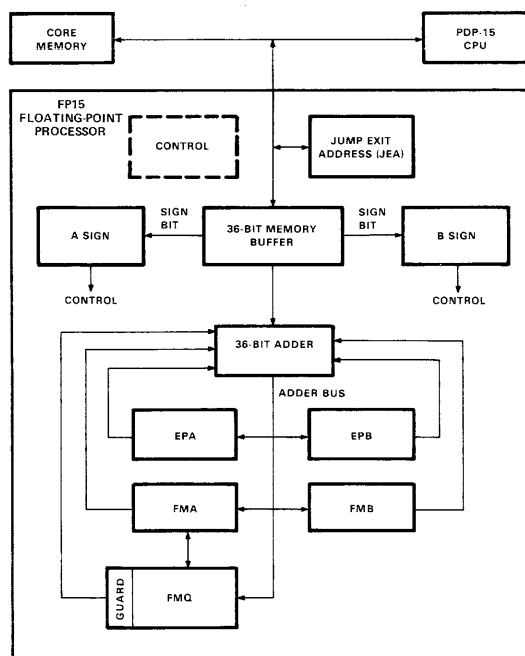 CORE
MEMORY
PDP-15
CPU
FP15
FLOATING-POINT
PROCESSOR
CONTROL
JUMP EXIT
ADDRESS (JEA)
A SIGN
SIGN
BIT
36-BIT MEMORY
BUFFER
SIGN
BIT
B SIGN
CONTROL
CONTROL
36-BIT ADDER
ADDER BUS
EPA
EPB
FMA
FMB
GUARD
FMQ